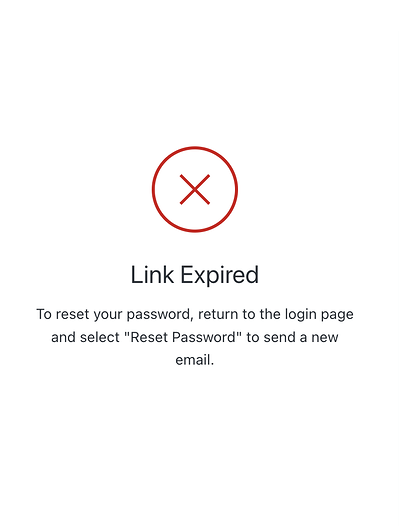 Link Expired
To reset your password, return to the login page
and select "Reset Password" to send a new
email.